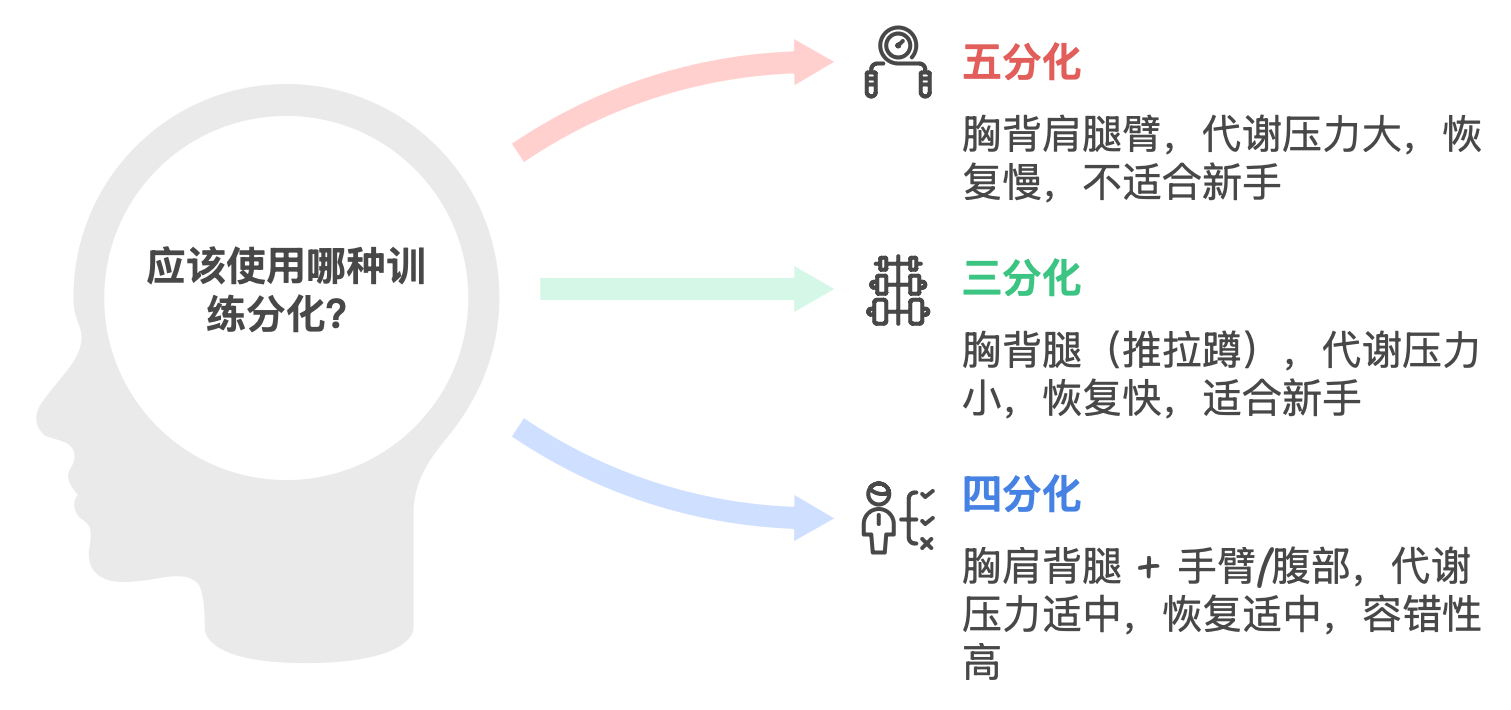 应该使用哪种训
练分化？
五分化
胸背肩腿臂，代谢压力大，恢
复慢，不适合新手
三分化
胸背腿（推拉蹲），代谢压力
小，恢复快，适合新手
四分化
胸肩背腿 + 手臂/腹部，代谢
压力适中，恢复适中，容错性
高